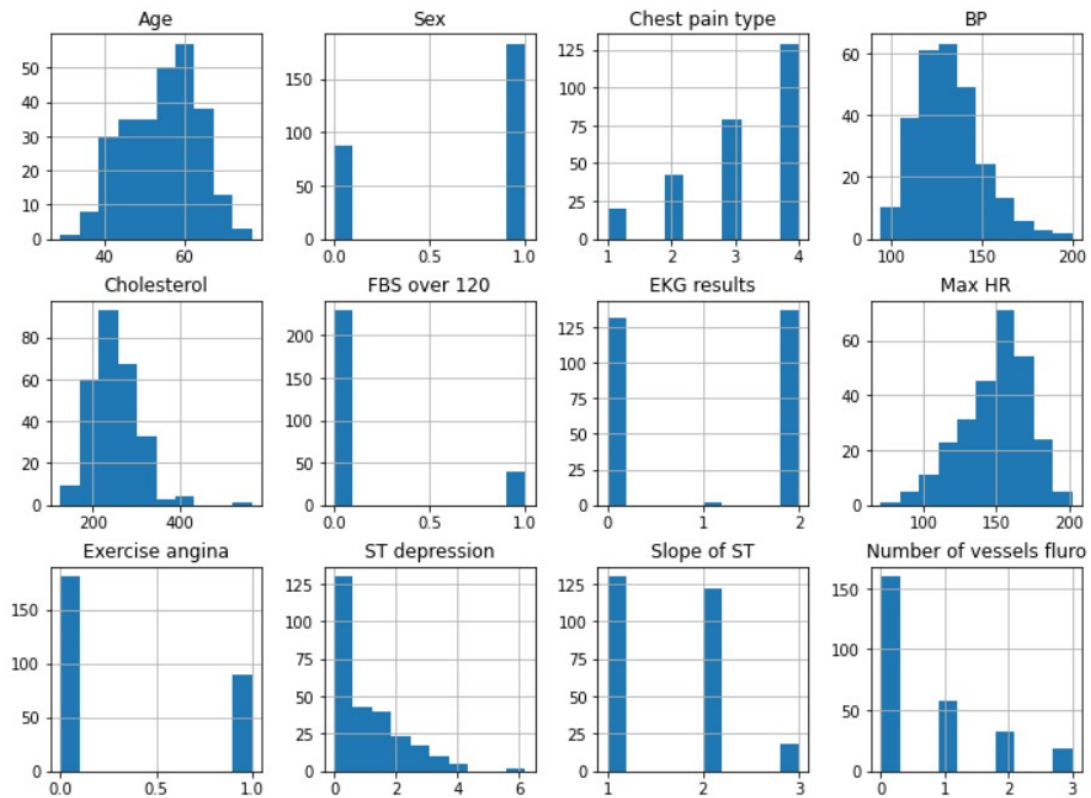 Age
Sex
Chest pain type
BP
50
40
30
20
10
0
40 60
150
100
50
0
0.0 0.5 1.0
125
100
75
50
25
0
1 2 3 4
60
40
20
0
100 150 200
Cholesterol
FBS over 120
EKG results
Max HR
80
60
40
20
0
200 400
200
150
100
50
0
0.0 0.5 1.0
125
100
75
50
25
0
0 1 2
60
40
20
0
100 150 200
Exercise angina
ST depression
Slope of ST
Number of vessels fluro
150
100
50
0
0.0 0.5 1.0
125
100
75
50
25
0
0 2 4 6
125
100
75
50
25
0
1 2 3
150
100
50
0
0 1 2 3